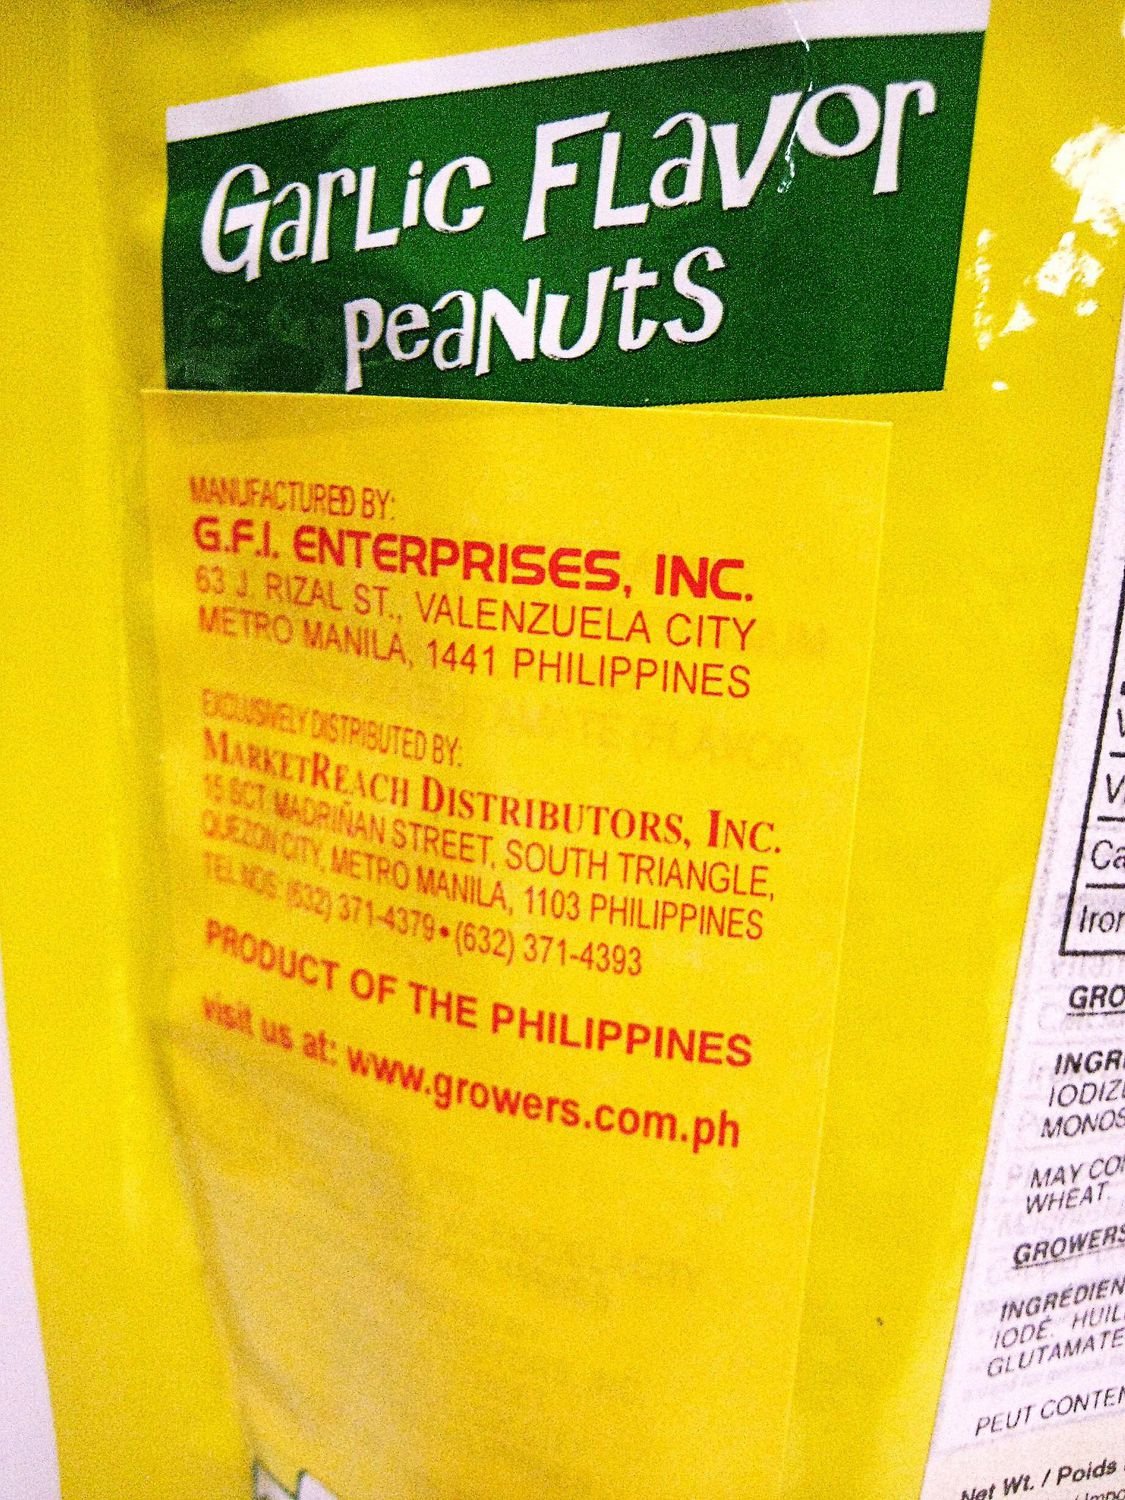 GarLic FLavor
PeaNUtS
MANUFACTURED BY:
G.F.I. ENTERPRISES, INC.
63 J. RIZAL ST., VALENZUELA CITY
METRO MANILA, 1441 PHILIPPINES
EXCLUSIVELY DISTRIBUTED BY:
MARKETREACH DISTRIBUTORS, INC.
15 SCT. MADRIÑAN STREET, SOUTH TRIANGLE,
QUEZON CITY, METRO MANILA, 1103 PHILIPPINES
TEL NOS: (632) 371-4379 • (632) 371-4393
PRODUCT OF THE PHILIPPINES
visit us at: www.growers.com.ph
Ca
Iron
GRO
INGR
IODIZ
MONOS
MAY CO
WHEAT.
GROWERS
INGRÉDIEN
IODÉ. HUIL
GLUTAMATE
PEUT CONTEN
Net Wt. / Poids